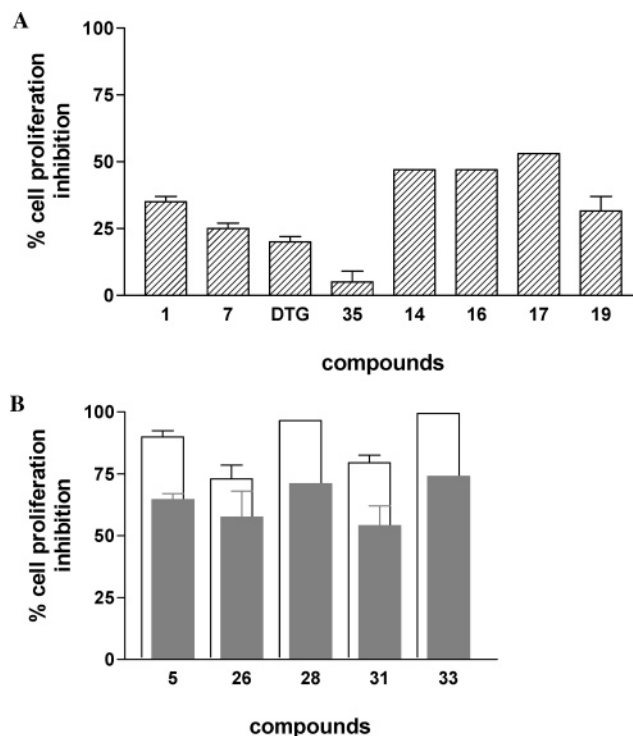 A
% cell proliferation
inhibition
100
75
50
25
0
1 7 DTG 35 14 16 17 19
compounds
B
% cell proliferation
inhibition
100
75
50
25
0
5 26 28 31 33
compounds